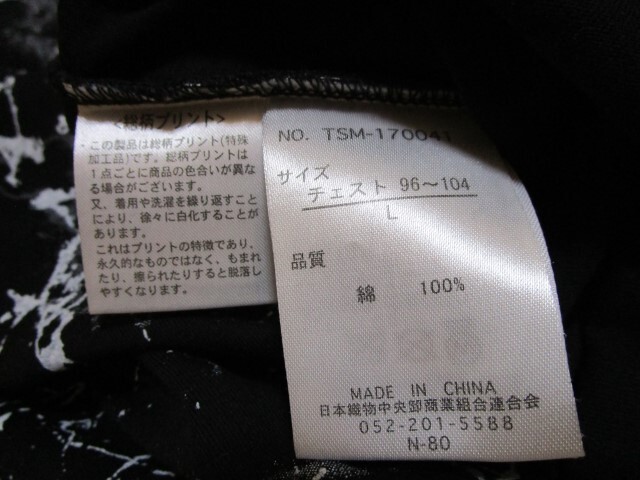 <総柄プリント>
・この製品は総柄プリント(特殊
加工品)です。総柄プリントは
1点ごとに商品の色合いが異な
る場合がございます。
又、着用や洗濯を繰り返すこと
により、徐々に白化することが
あります。
これはプリントの特徴であり、
永久的なものではなく、もまれ
たり、擦られたりすると脱落し
やすくなります。
NO. TSM-170041
サイズ
チェスト 96〜104
L
品質
綿 100%
MADE IN CHINA
日本織物中央卸商業組合連合会
052-201-5588
N-80